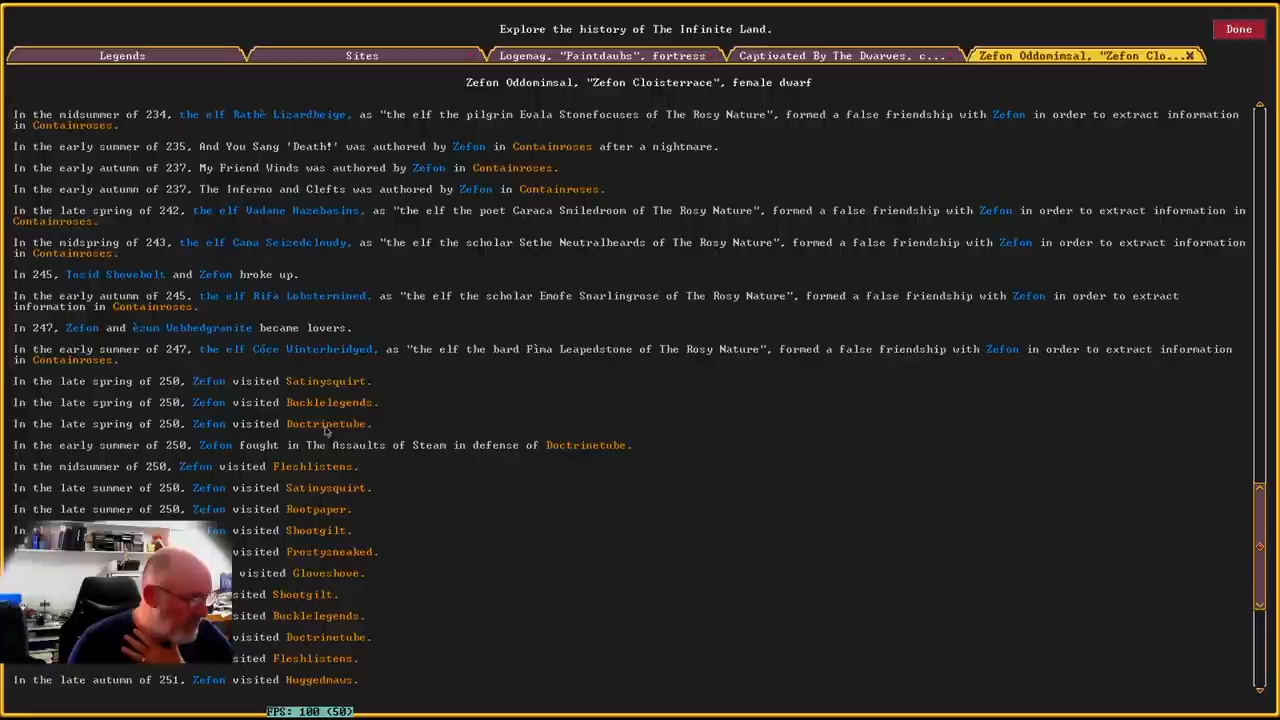 Explore the history of The Infinite Land.
Done
Legends
Sites
Logemag, "Paintdaubs", fortress
Captivated By The Dwarves, c...
Zefon Oddomimsal, "Zefon Clo...
Zefon Oddomimsal, "Zefon Cloisterrace", female dwarf
In the midsummer of 234, the elf Rathè Lizardbeige, as "the elf the pilgrim Evala Stonefocuses of The Rosy Nature", formed a false friendship with Zefon in order to extract information
in Containroses.
In the early summer of 235, And You Sang 'Death!' was authored by Zefon in Containroses after a nightmare.
In the early autumn of 237, My Friend Winds was authored by Zefon in Containroses.
In the early autumn of 237, The Inferno and Clefts was authored by Zefon in Containroses.
In the late spring of 242, the elf Vadane Hazebasins, as "the elf the poet Caraca Smiledroom of The Rosy Nature", formed a false friendship with Zefon in order to extract information in
Containroses.
In the midspring of 243, the elf Cana Seizedcloudy, as "the elf the scholar Sethe Neutralbeards of The Rosy Nature", formed a false friendship with Zefon in order to extract information
in Containroses.
In 245, Tosid Shovebolt and Zefon broke up.
In the early autumn of 245, the elf Rifa Lobstermined, as "the elf the scholar Emofe Snarlingrose of The Rosy Nature", formed a false friendship with Zefon in order to extract
information in Containroses.
In 247, Zefon and èzum Webbedgranite became lovers.
In the early summer of 247, the elf Cóce Winterbridged, as "the elf the bard Fìma Leapedstone of The Rosy Nature", formed a false friendship with Zefon in order to extract information
in Containroses.
In the late spring of 250, Zefon visited Satinysquirt.
In the late spring of 250, Zefon visited Bucklelegends.
In the late spring of 250, Zefon visited Doctrinetube.
In the early summer of 250, Zefon fought in The Assaults of Steam in defense of Doctrinetube.
In the midsummer of 250, Zefon visited Fleshlistens.
In the late summer of 250, Zefon visited Satinysquirt.
In the late summer of 250, Zefon visited Rootpaper.
In visited Shootgilt.
visited Frostysneaked.
visited Gloveshove.
sited Shootgilt.
sited Bucklelegends.
sited Doctrinetube.
sited Fleshlistens.
In the late autumn of 251, Zefon visited Huggedmaws.
FPS: 100 (50)